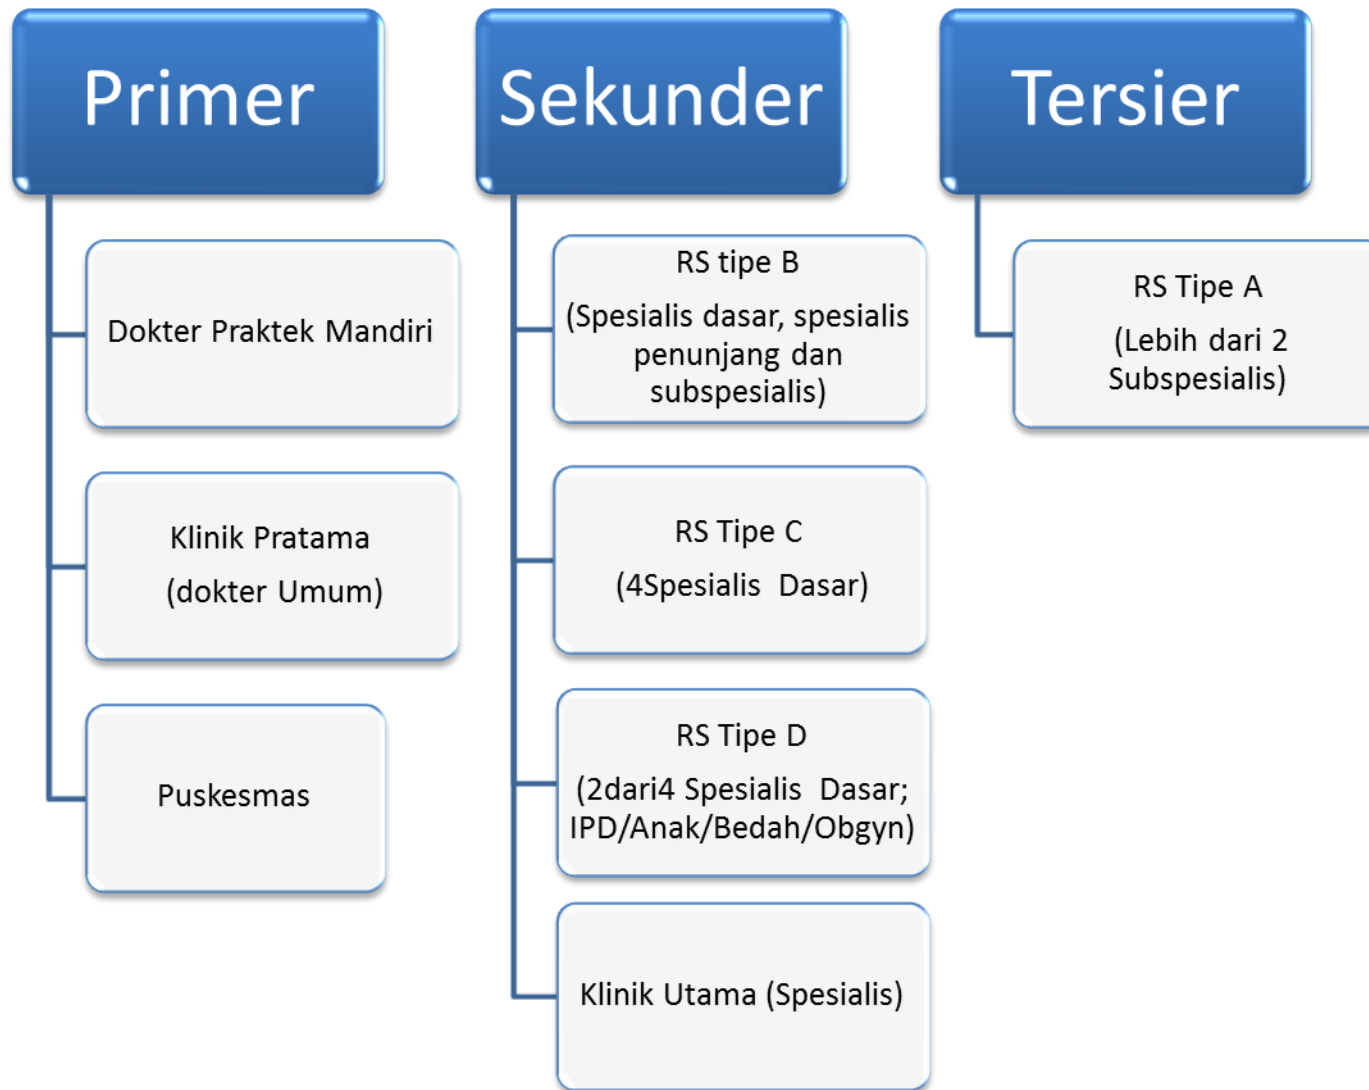 Primer
Dokter Praktek Mandiri
Klinik Pratama
(dokter Umum)
Puskesmas
Sekunder
RS tipe B
(Spesialis dasar, spesialis
penunjang dan
subspesialis)
RS Tipe C
(4Spesialis Dasar)
RS Tipe D
(2dari4 Spesialis Dasar;
IPD/Anak/Bedah/Obgyn)
Klinik Utama (Spesialis)
Tersier
RS Tipe A
(Lebih dari 2
Subspesialis)